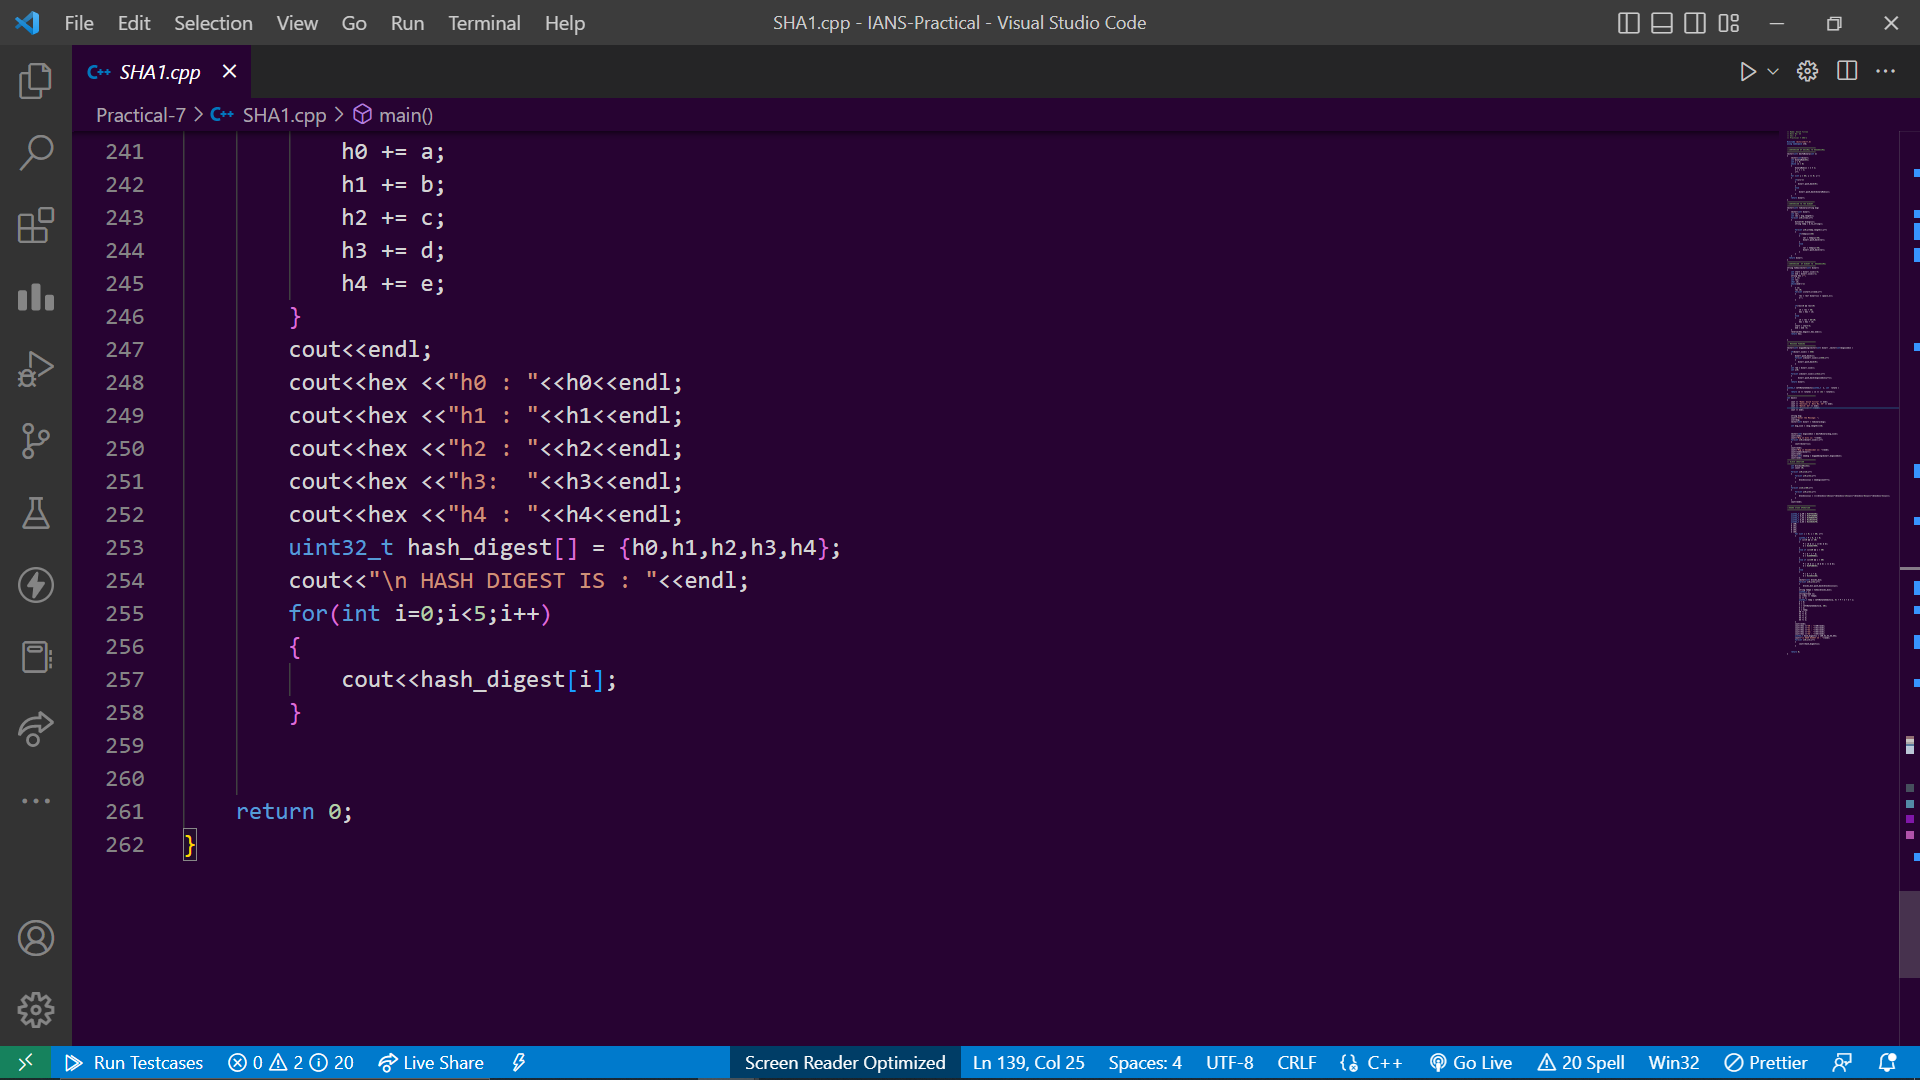 File Edit Selection View Go Run Terminal Help SHA1.cpp - IANS-Practical - Visual Studio Code
C++ SHA1.cpp
Practical-7 > C++ SHA1.cpp > main()
241 h0 += a;
242 h1 += b;
243 h2 += c;
244 h3 += d;
245 h4 += e;
246 }
247 cout<<endl;
248 cout<<hex <<"h0 : "<<h0<<endl;
249 cout<<hex <<"h1 : "<<h1<<endl;
250 cout<<hex <<"h2 : "<<h2<<endl;
251 cout<<hex <<"h3:  "<<h3<<endl;
252 cout<<hex <<"h4 : "<<h4<<endl;
253 uint32_t hash_digest[] = {h0,h1,h2,h3,h4};
254 cout<<"\n HASH DIGEST IS : "<<endl;
255 for(int i=0;i<5;i++)
256 {
257 cout<<hash_digest[i];
258 }
259
260
261 return 0;
262 }
Run Testcases 0 2 20 Live Share Screen Reader Optimized Ln 139, Col 25 Spaces: 4 UTF-8 CRLF C++ Go Live 20 Spell Win32 Prettier